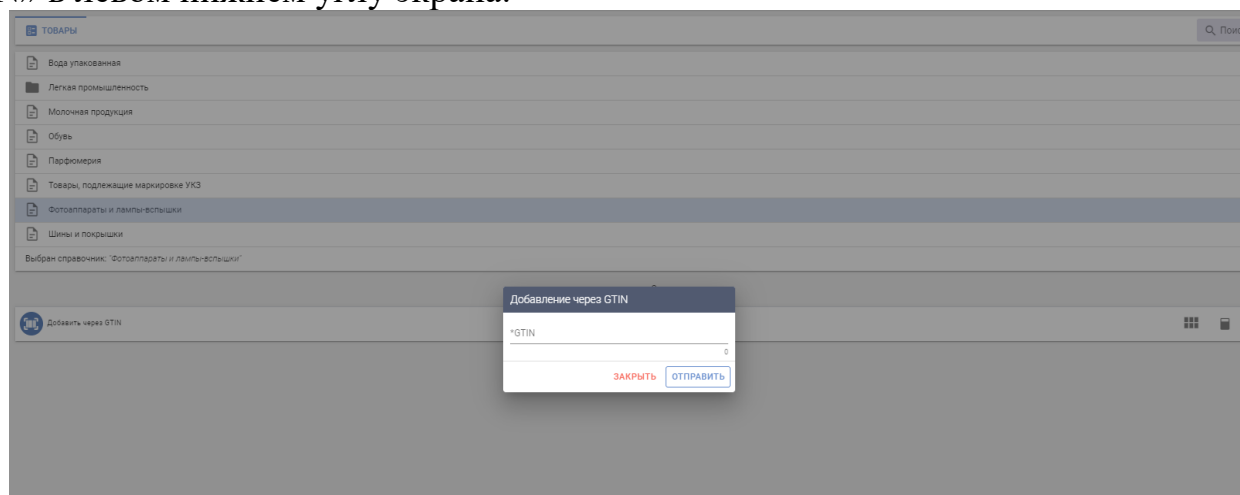 в левом нижнем углу экрана.
ТОВАРЫ
Вода упакованная
Легкая промышленность
Молочная продукция
Обувь
Парфюмерия
Товары, подлежащие маркировке УКЗ
Фотоаппараты и лампы-вспышки
Шины и покрышки
Выбран справочник: "Фотоаппараты и лампы-вспышки"
Добавление через GTIN
Добавить через GTIN
*GTIN
0
ЗАКРЫТЬ ОТПРАВИТЬ